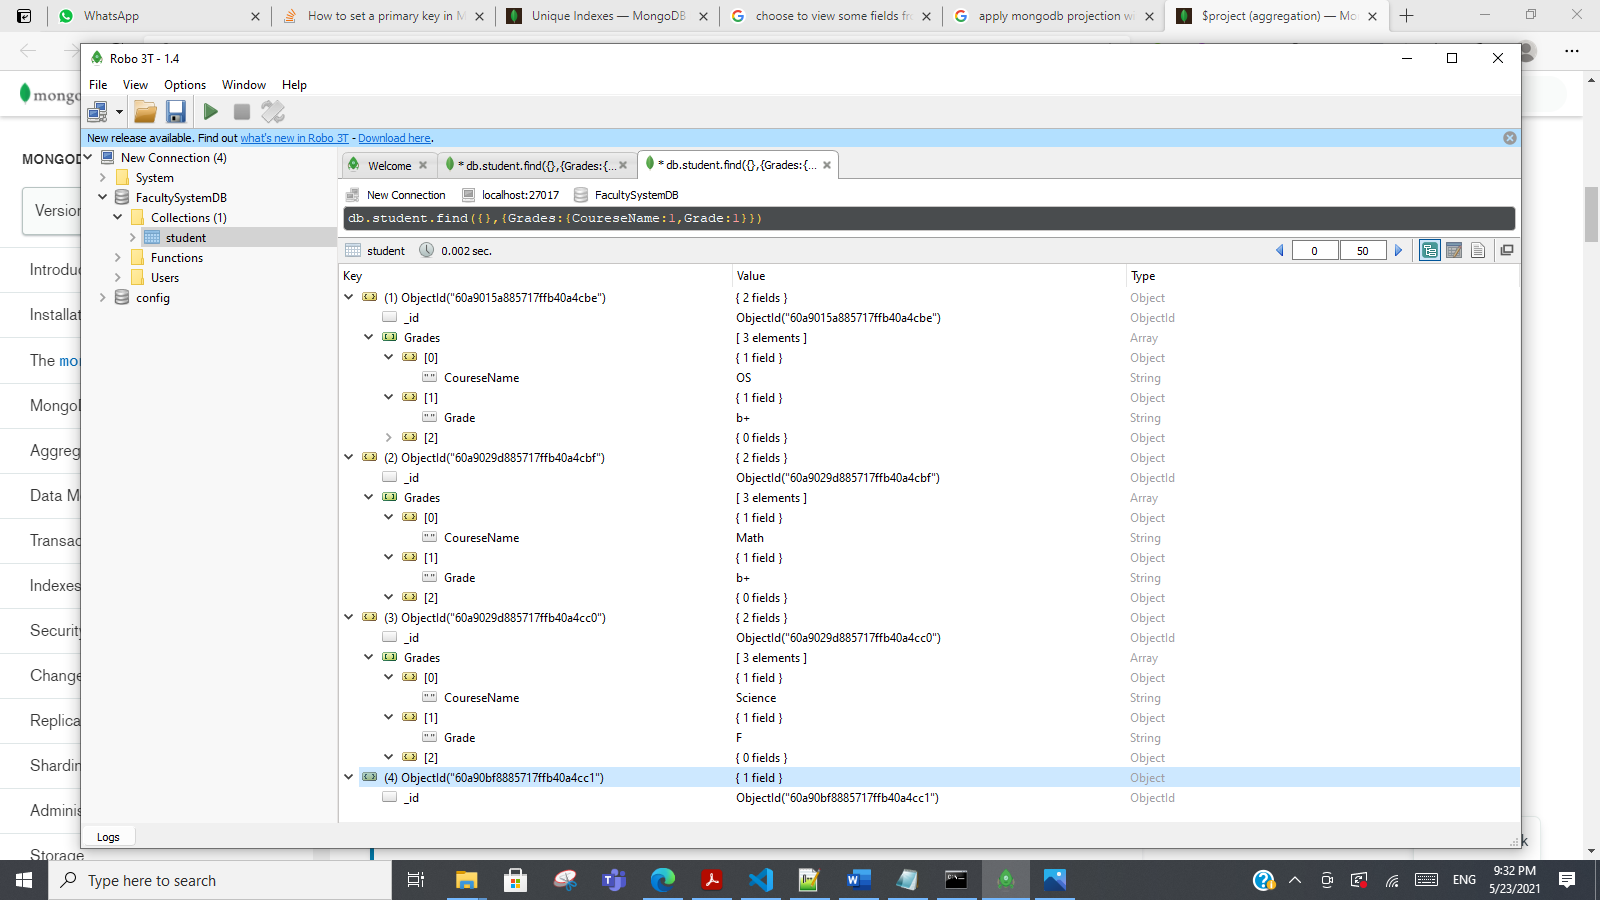 WhatsApp
How to set a primary key in M
Unique Indexes — MongoDB
choose to view some fields fr
apply mongodb projection wi
$project (aggregation) — Mo
Robo 3T - 1.4
File View Options Window Help
New release available. Find out what's new in Robo 3T - Download here.
mongo
MONGOD
Version
Introduc
Installat
The mon
MongoD
Aggreg
Data Mo
Transac
Indexes
Security
Change
Replica
Shardin
Adminis
Storage
New Connection (4)
System
FacultySystemDB
Collections (1)
student
Functions
Users
config
Welcome
* db.student.find({},{Grades:{...
* db.student.find({},{Grades:{...
New Connection localhost:27017 FacultySystemDB
db.student.find({},{Grades:{CoureseName:1,Grade:1}})
student 0.002 sec. 0 50
Key Value Type
(1) ObjectId("60a9015a885717ffb40a4cbe") { 2 fields } Object
_id ObjectId("60a9015a885717ffb40a4cbe") ObjectId
Grades [ 3 elements ] Array
[0] { 1 field } Object
CoureseName OS String
[1] { 1 field } Object
Grade b+ String
[2] { 0 fields } Object
(2) ObjectId("60a9029d885717ffb40a4cbf") { 2 fields } Object
_id ObjectId("60a9029d885717ffb40a4cbf") ObjectId
Grades [ 3 elements ] Array
[0] { 1 field } Object
CoureseName Math String
[1] { 1 field } Object
Grade b+ String
[2] { 0 fields } Object
(3) ObjectId("60a9029d885717ffb40a4cc0") { 2 fields } Object
_id ObjectId("60a9029d885717ffb40a4cc0") ObjectId
Grades [ 3 elements ] Array
[0] { 1 field } Object
CoureseName Science String
[1] { 1 field } Object
Grade F String
[2] { 0 fields } Object
(4) ObjectId("60a90bf8885717ffb40a4cc1") { 1 field } Object
_id ObjectId("60a90bf8885717ffb40a4cc1") ObjectId
Logs
k
Type here to search
ENG
9:32 PM
5/23/2021